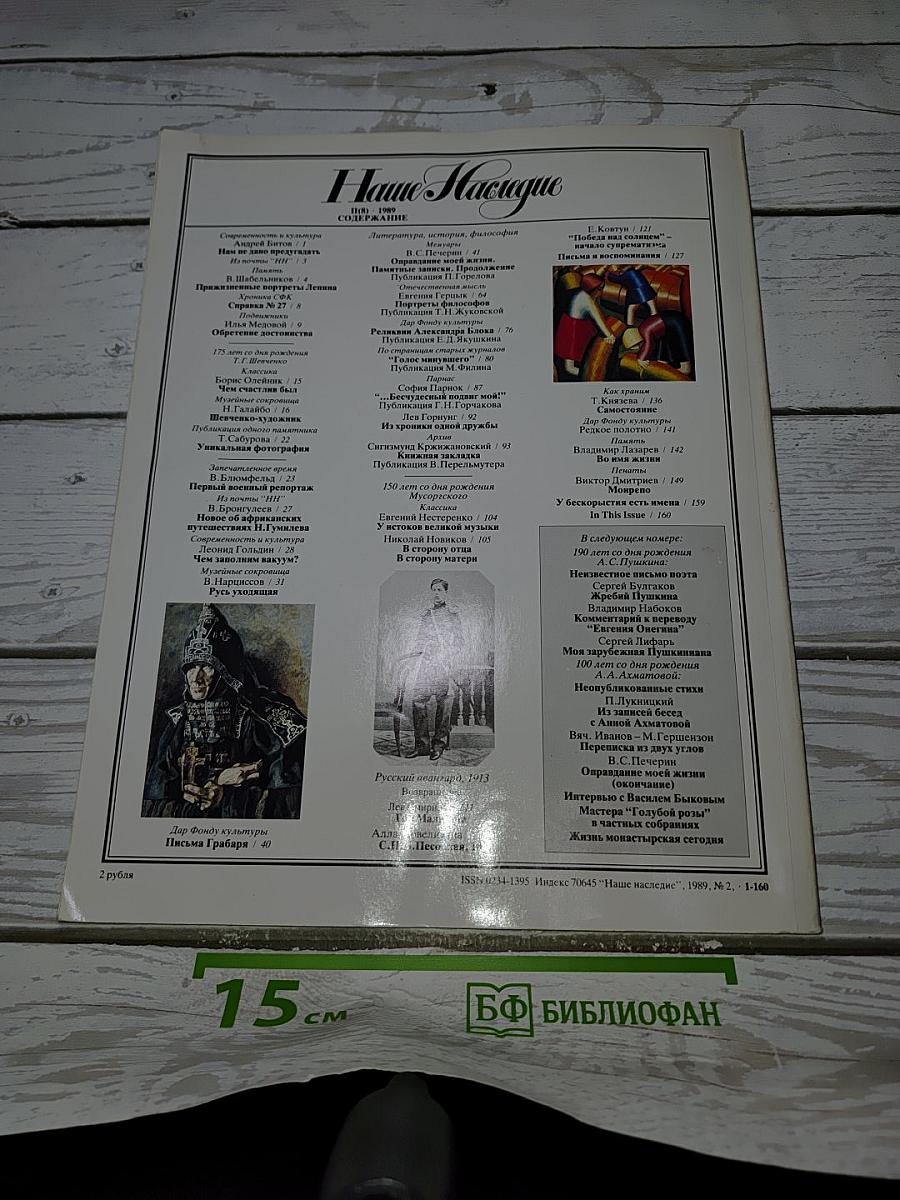 Наше Наследие
II(8) · 1989
СОДЕРЖАНИЕ
Современность и культура
Андрей Битов / 1
Нам не дано предугадать
Из почты "НН" / 3
Память
В.Шабельников / 4
Прижизненные портреты Ленина
Хроника СФК
Справка № 27 / 8
Подвижники
Илья Медовой / 9
Обретение достоинства
175 лет со дня рождения
Т.Г.Шевченко
Классика
Борис Олейник / 15
Чем счастлив был
Музейные сокровища
Н.Галайбо / 16
Шевченко-художник
Публикация одного памятника
Т.Сабурова / 22
Уникальная фотография
Запечатленное время
В.Блюмфельд / 23
Первый военный репортаж
Из почты "НН"
В.Бронгулеев / 27
Новое об африканских
путешествиях Н.Гумилева
Современность и культура
Леонид Гольдин / 28
Чем заполним вакуум?
Музейные сокровища
В.Нарциссов / 31
Русь уходящая
Дар Фонду культуры
Письма Грабаря / 40
Литература, история, философия
Мемуары
В.С.Печерин / 41
Оправдание моей жизни.
Памятные записки. Продолжение
Публикация П.Горелова
Отечественная мысль
Евгения Герцык / 64
Портреты философов
Публикация Т.Н.Жуковской
Дар Фонду культуры
Реликвии Александра Блока / 76
Публикация Е.Д.Якушкина
По страницам старых журналов
"Голос минувшего" / 80
Публикация М.Филина
Парнас
София Парнок / 87
"...Бесчудесный подвиг мой!"
Публикация Г.Н.Горчакова
Лев Горнунг / 92
Из хроники одной дружбы
Архив
Сигизмунд Кржижановский / 93
Книжная закладка
Публикация В.Перельмутера
150 лет со дня рождения
Мусоргского
Классика
Евгений Нестеренко / 104
У истоков великой музыки
Николай Новиков / 105
В сторону отца
В сторону матери
Русский авангард, 1913
Лев
Алла
Е.Ковтун / 121
"Победа над солнцем" –
начало супрематизма
Письма и воспоминания / 127
Как храним
Т.Князева / 136
Самостояние
Дар Фонду культуры
Редкое полотно / 141
Память
Владимир Лазарев / 142
Во имя жизни
Пенаты
Виктор Дмитриев / 149
Монрепо
У бескорыстия есть имена / 159
In This Issue / 160
В следующем номере:
190 лет со дня рождения
А.С.Пушкина:
Неизвестное письмо поэта
Сергей Булгаков
Жребий Пушкина
Владимир Набоков
Комментарий к переводу
"Евгения Онегина"
Сергей Лифарь
Моя зарубежная Пушкиниана
100 лет со дня рождения
А.А.Ахматовой:
Неопубликованные стихи
П.Лукницкий
Из записей бесед
с Анной Ахматовой
Вяч. Иванов – М.Гершензон
Переписка из двух углов
В.С.Печерин
Оправдание моей жизни
(окончание)
Интервью с Василем Быковым
Мастера "Голубой розы"
в частных собраниях
Жизнь монастырская сегодня
2 рубля
ISSN 0234-1395 Индекс 70645 "Наше наследие", 1989, № 2, · 1-160
15 см
БФ БИБЛИОФАН